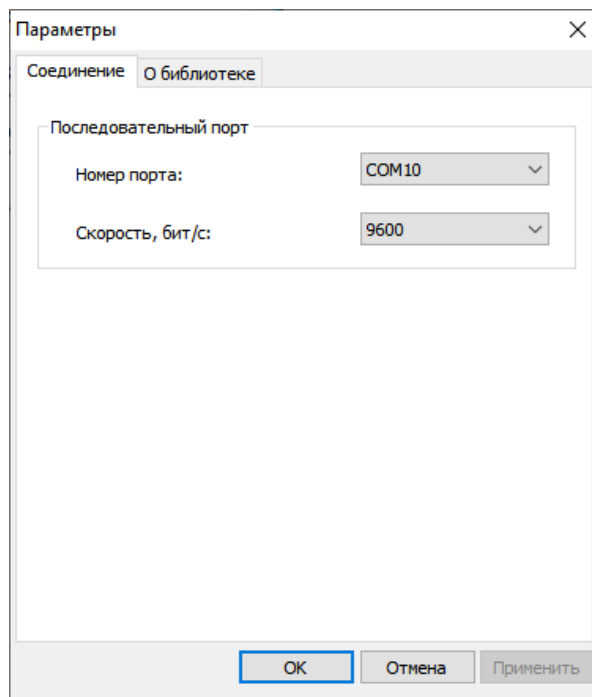 Параметры
Соединение О библиотеке
Последовательный порт
Номер порта: COM10
Скорость, бит/с: 9600
OK Отмена Применить